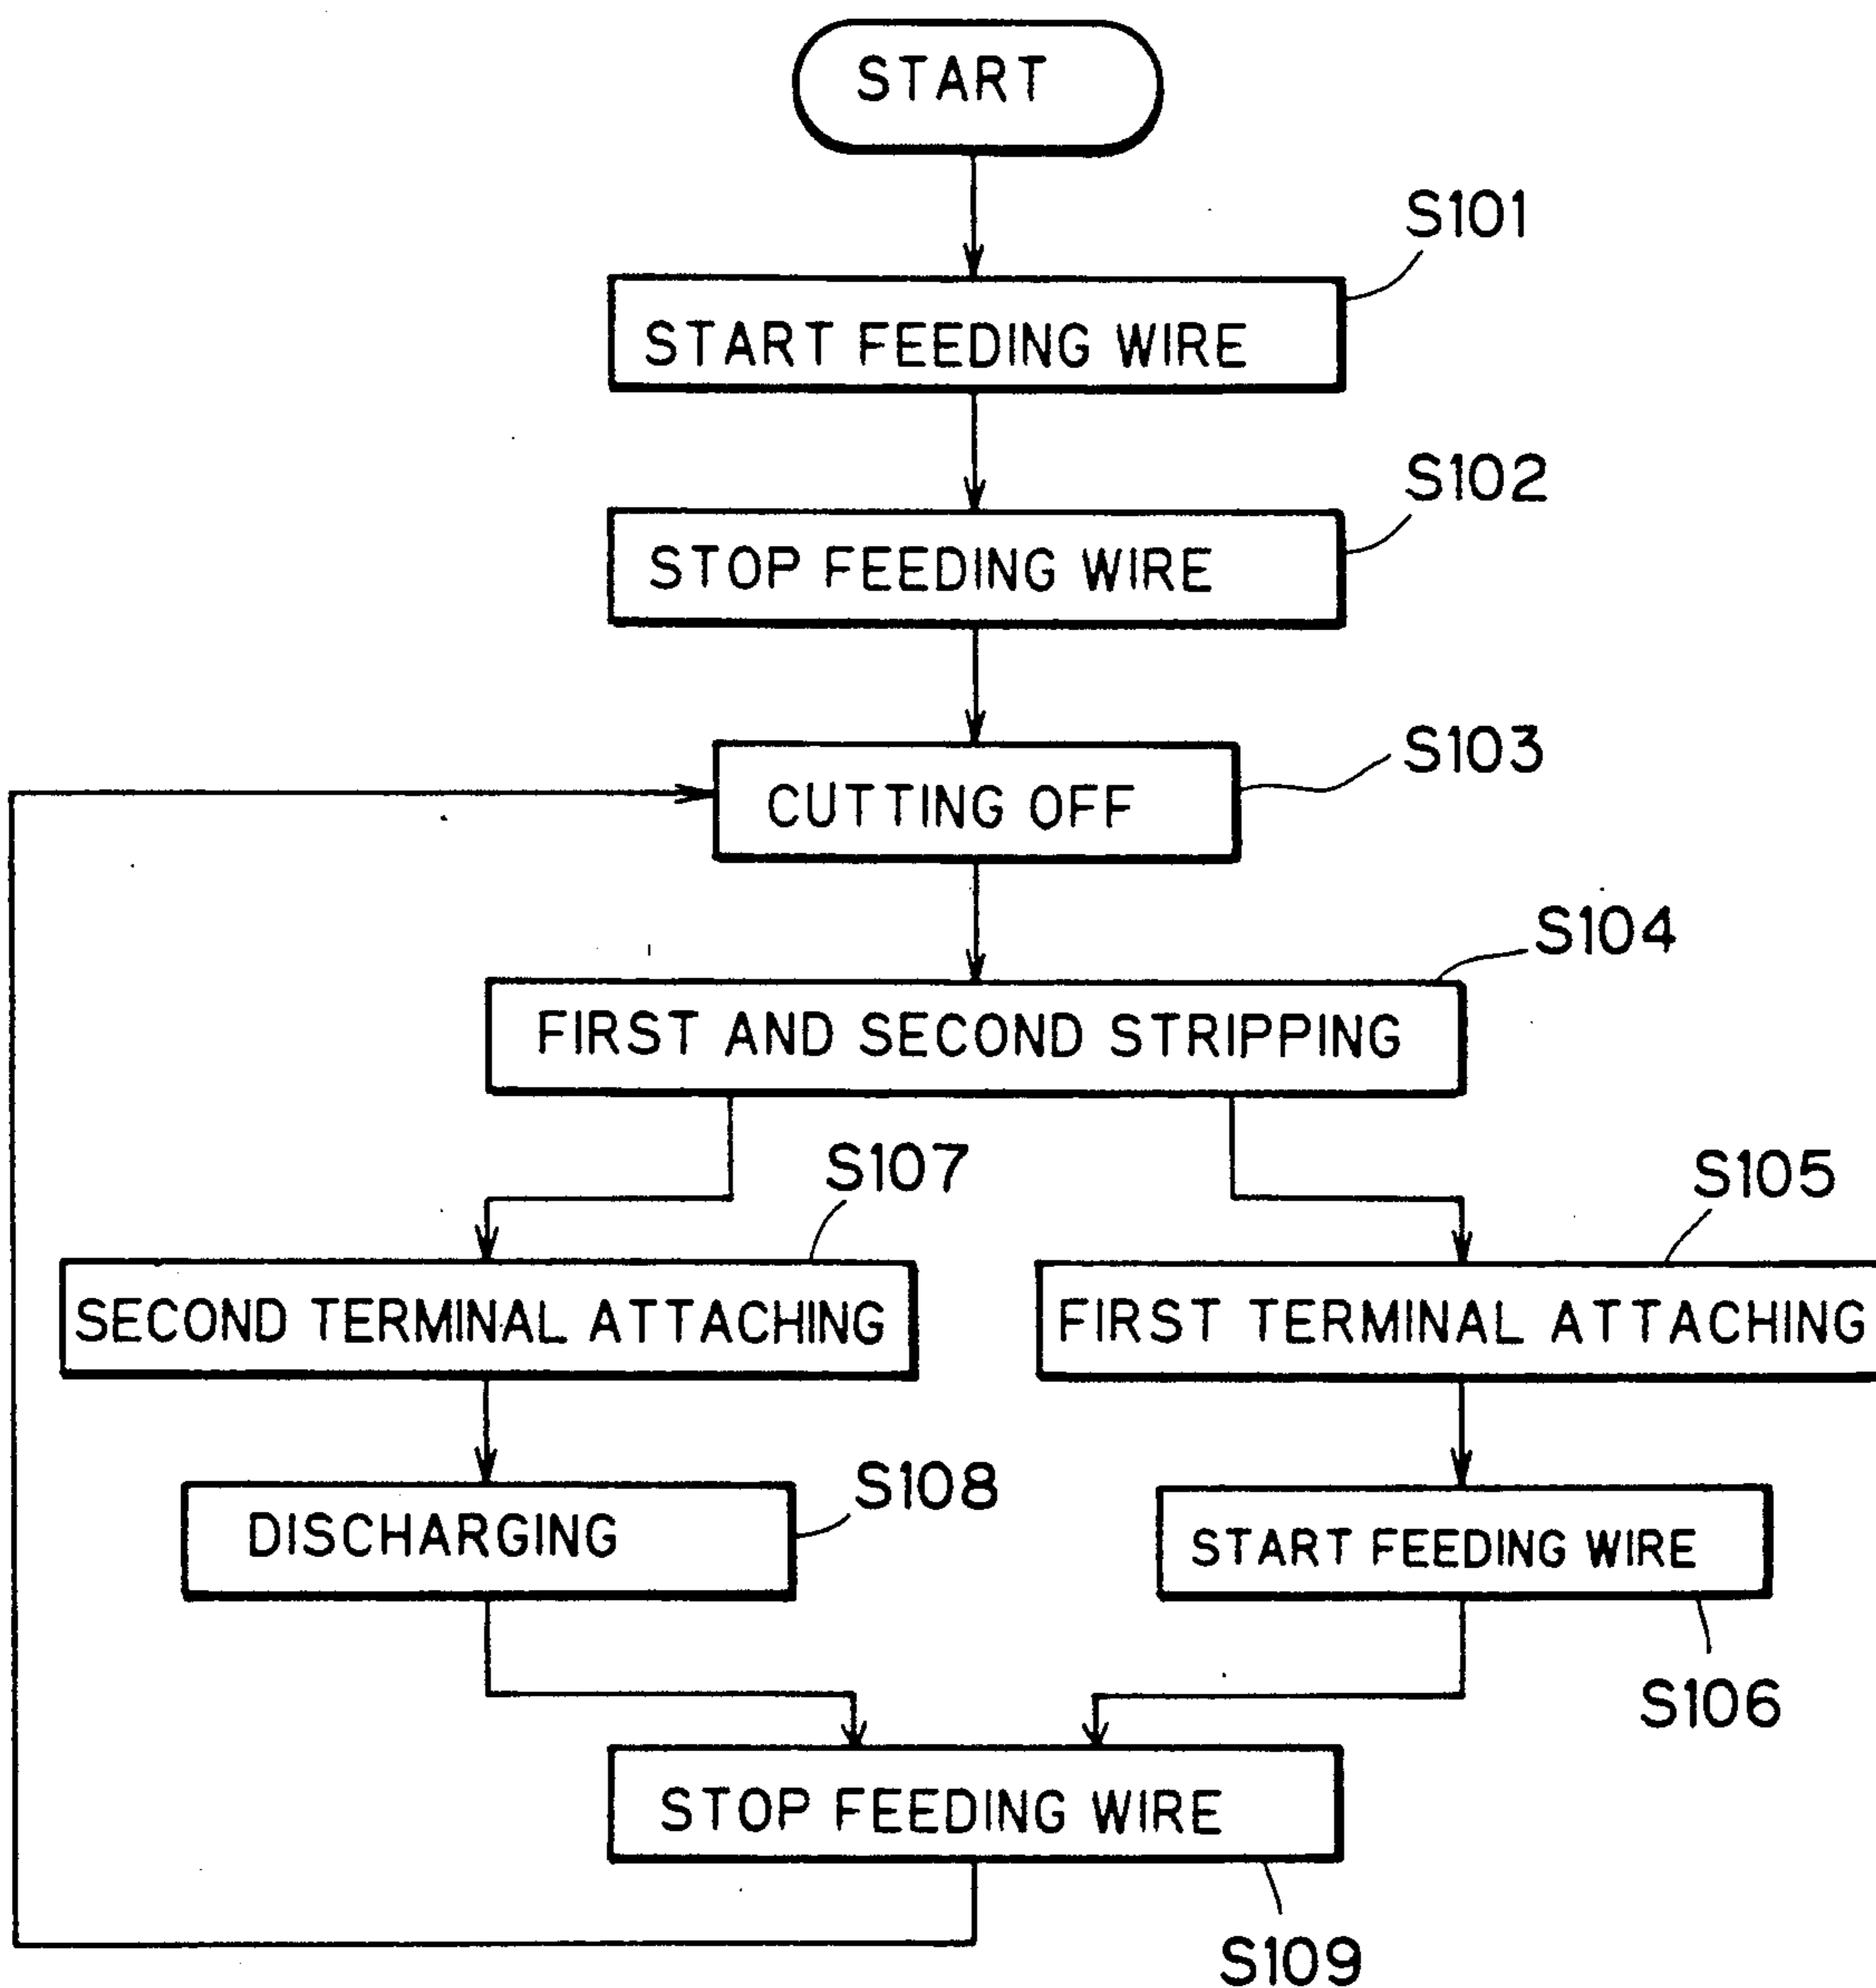 START
S101
START FEEDING WIRE
S102
STOP FEEDING WIRE
S103
CUTTING OFF
S104
FIRST AND SECOND STRIPPING
S107
S105
SECOND TERMINAL ATTACHING
FIRST TERMINAL ATTACHING
S108
DISCHARGING
START FEEDING WIRE
S106
STOP FEEDING WIRE
S109